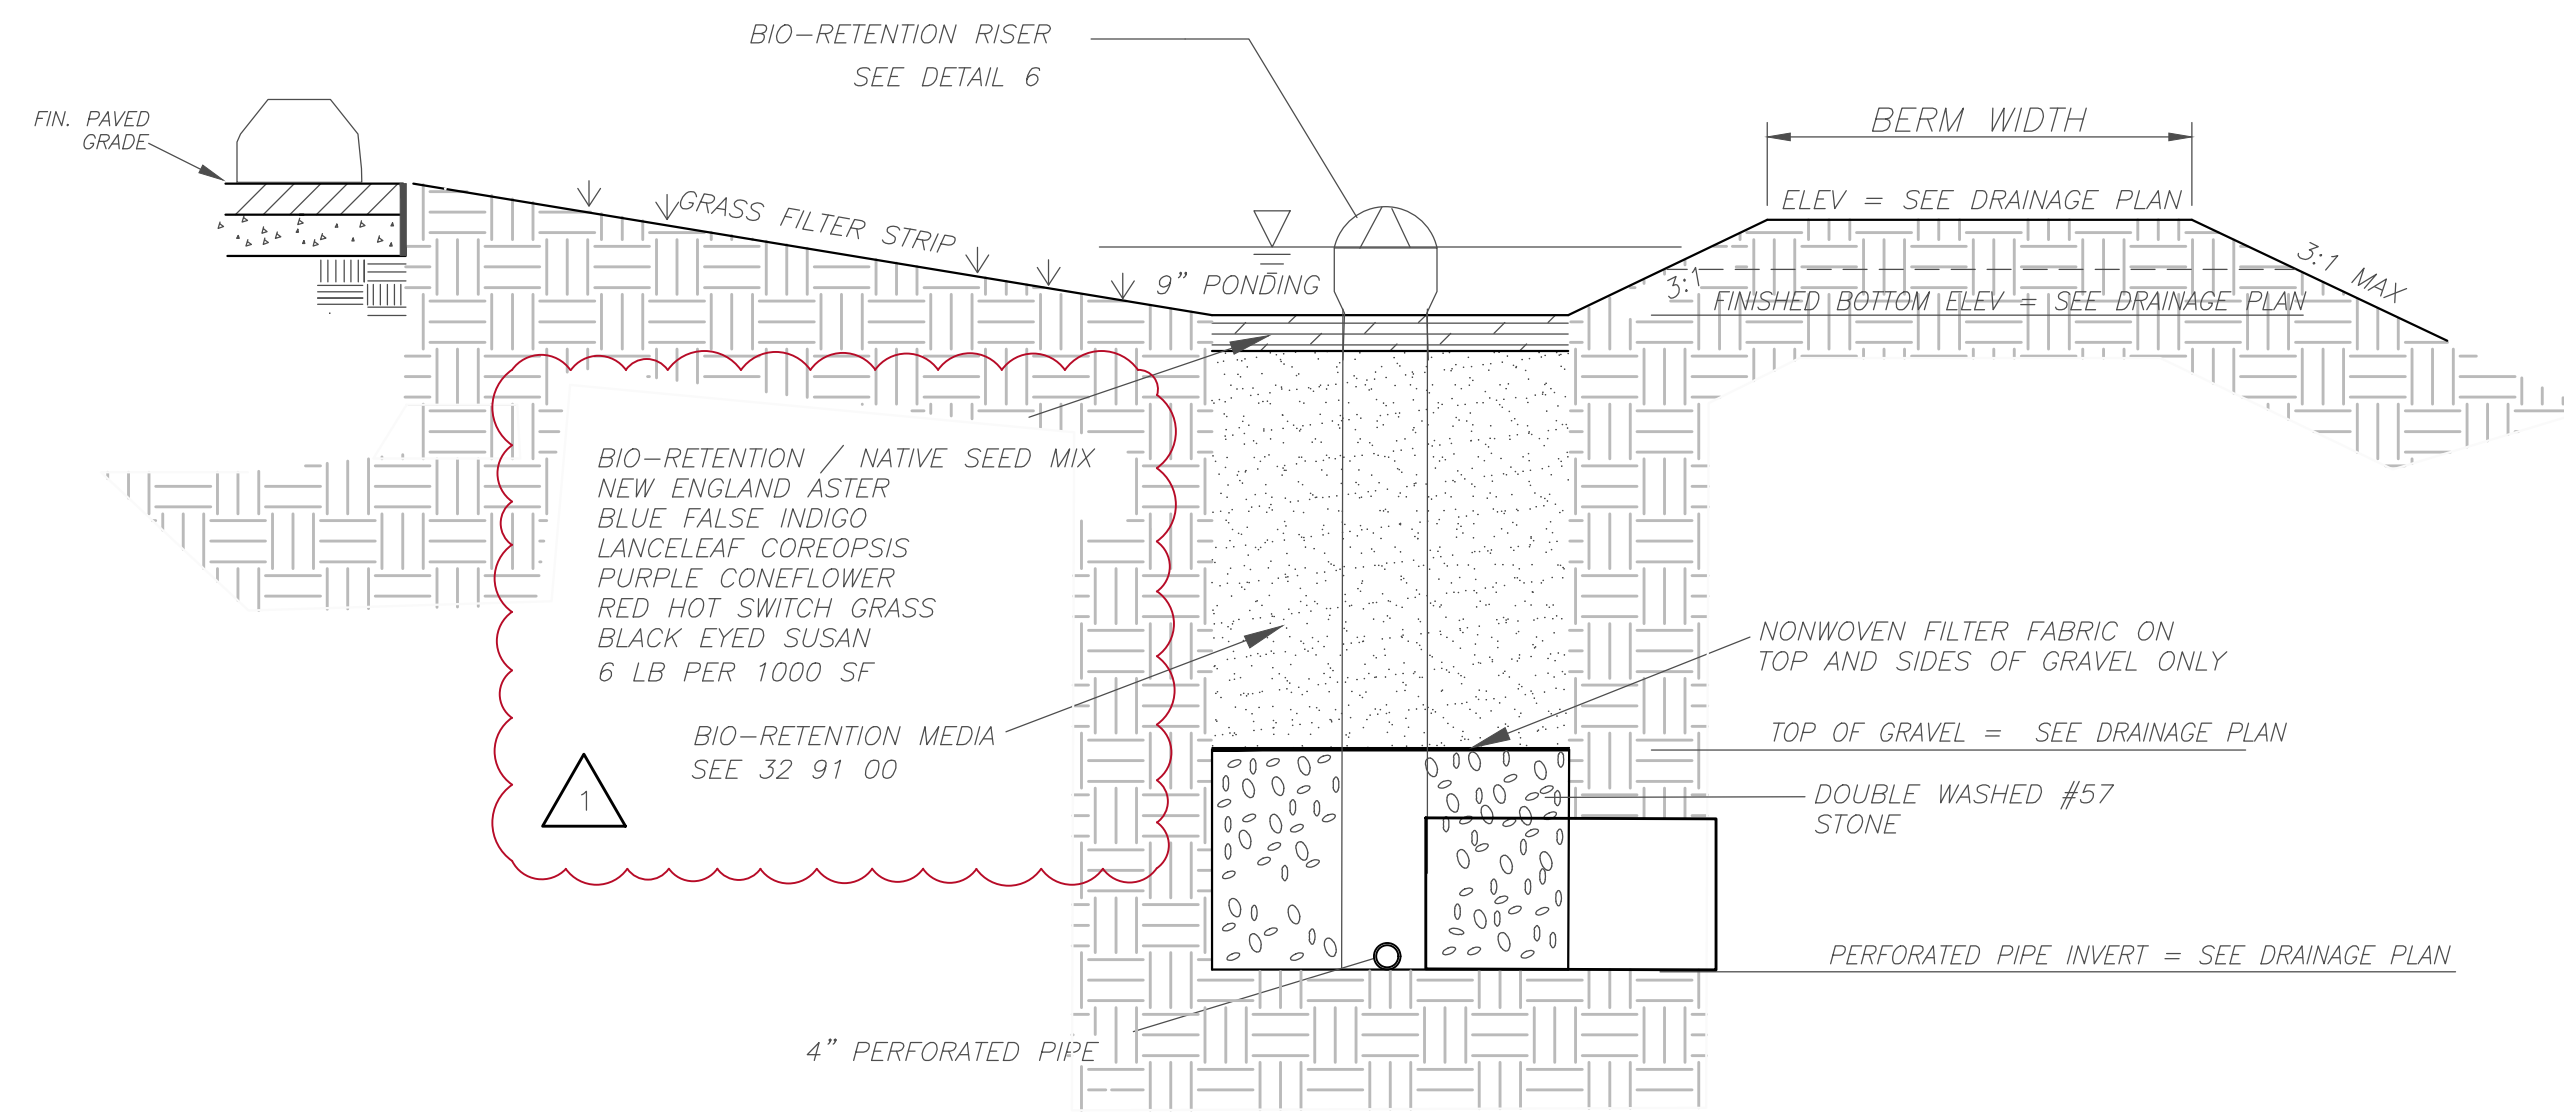 BIO-RETENTION RISER
SEE DETAIL 6
FIN. PAVED
GRADE
BERM WIDTH
ELEV = SEE DRAINAGE PLAN
GRASS FILTER STRIP
9" PONDING
3:1
3:1 MAX
FINISHED BOTTOM ELEV = SEE DRAINAGE PLAN
BIO-RETENTION / NATIVE SEED MIX
NEW ENGLAND ASTER
BLUE FALSE INDIGO
LANCELEAF COREOPSIS
PURPLE CONEFLOWER
RED HOT SWITCH GRASS
BLACK EYED SUSAN
6 LB PER 1000 SF
BIO-RETENTION MEDIA
SEE 32 91 00
1
NONWOVEN FILTER FABRIC ON
TOP AND SIDES OF GRAVEL ONLY
TOP OF GRAVEL = SEE DRAINAGE PLAN
DOUBLE WASHED #57
STONE
PERFORATED PIPE INVERT = SEE DRAINAGE PLAN
4" PERFORATED PIPE